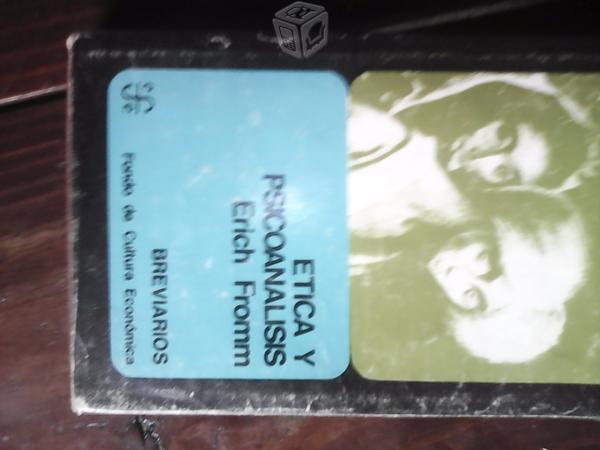 ETICA Y
PSICOANALISIS
Erich Fromm
BREVIARIOS
Fondo de Cultura Económica